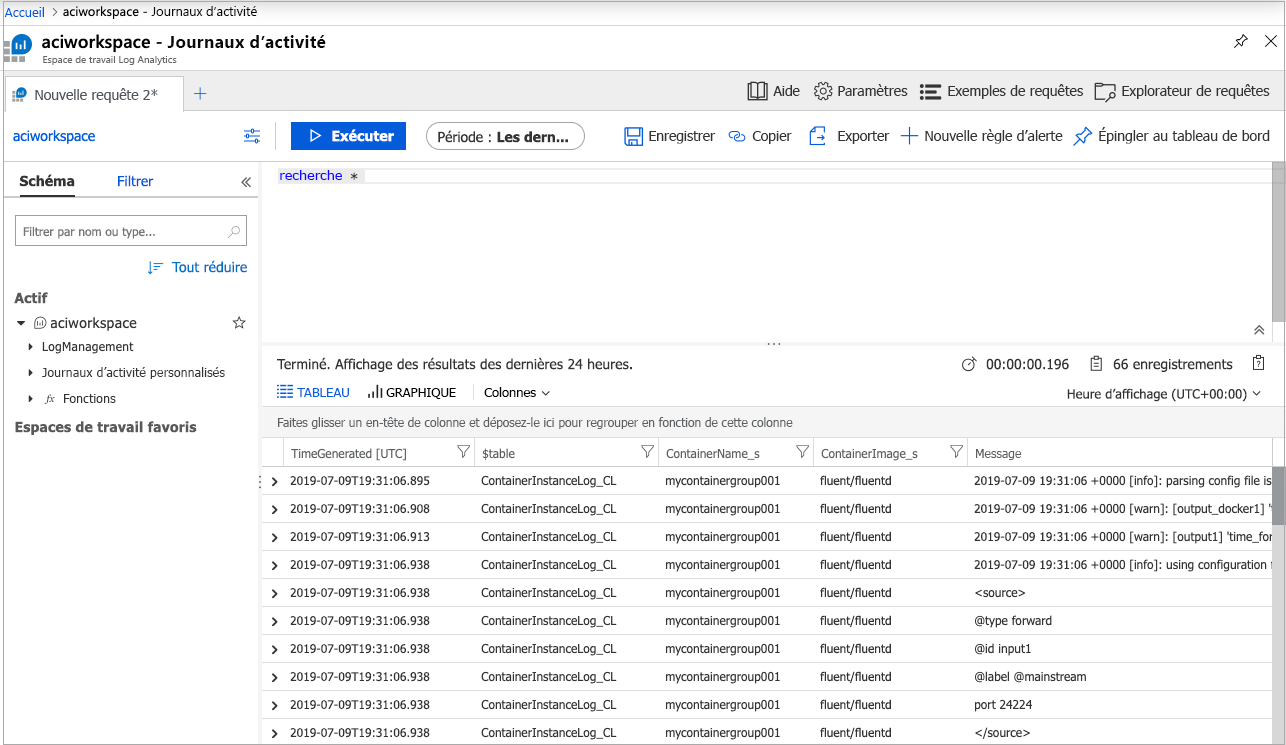 Accueil > aciworkspace - Journaux d'activité
aciworkspace - Journaux d'activité
Espace de travail Log Analytics
Nouvelle requête 2* +
Aide Paramètres Exemples de requêtes Explorateur de requêtes
aciworkspace
Exécuter Période : Les dern... Enregistrer Copier Exporter Nouvelle règle d'alerte Épingler au tableau de bord
Schéma Filtrer «
recherche *
Filtrer par nom ou type...
Tout réduire
Actif
aciworkspace
LogManagement
Journaux d'activité personnalisés
fx Fonctions
Espaces de travail favoris
Terminé. Affichage des résultats des dernières 24 heures. 00:00:00.196 66 enregistrements
TABLEAU GRAPHIQUE Colonnes Heure d'affichage (UTC+00:00)
Faites glisser un en-tête de colonne et déposez-le ici pour regrouper en fonction de cette colonne
TimeGenerated [UTC] $table ContainerName_s ContainerImage_s Message
2019-07-09T19:31:06.895 ContainerInstanceLog_CL mycontainergroup001 fluent/fluentd 2019-07-09 19:31:06 +0000 [info]: parsing config file is
2019-07-09T19:31:06.908 ContainerInstanceLog_CL mycontainergroup001 fluent/fluentd 2019-07-09 19:31:06 +0000 [warn]: [output_docker1] '
2019-07-09T19:31:06.913 ContainerInstanceLog_CL mycontainergroup001 fluent/fluentd 2019-07-09 19:31:06 +0000 [warn]: [output1] 'time_for
2019-07-09T19:31:06.938 ContainerInstanceLog_CL mycontainergroup001 fluent/fluentd 2019-07-09 19:31:06 +0000 [info]: using configuration
2019-07-09T19:31:06.938 ContainerInstanceLog_CL mycontainergroup001 fluent/fluentd <source>
2019-07-09T19:31:06.938 ContainerInstanceLog_CL mycontainergroup001 fluent/fluentd @type forward
2019-07-09T19:31:06.938 ContainerInstanceLog_CL mycontainergroup001 fluent/fluentd @id input1
2019-07-09T19:31:06.938 ContainerInstanceLog_CL mycontainergroup001 fluent/fluentd @label @mainstream
2019-07-09T19:31:06.938 ContainerInstanceLog_CL mycontainergroup001 fluent/fluentd port 24224
2019-07-09T19:31:06.938 ContainerInstanceLog_CL mycontainergroup001 fluent/fluentd </source>